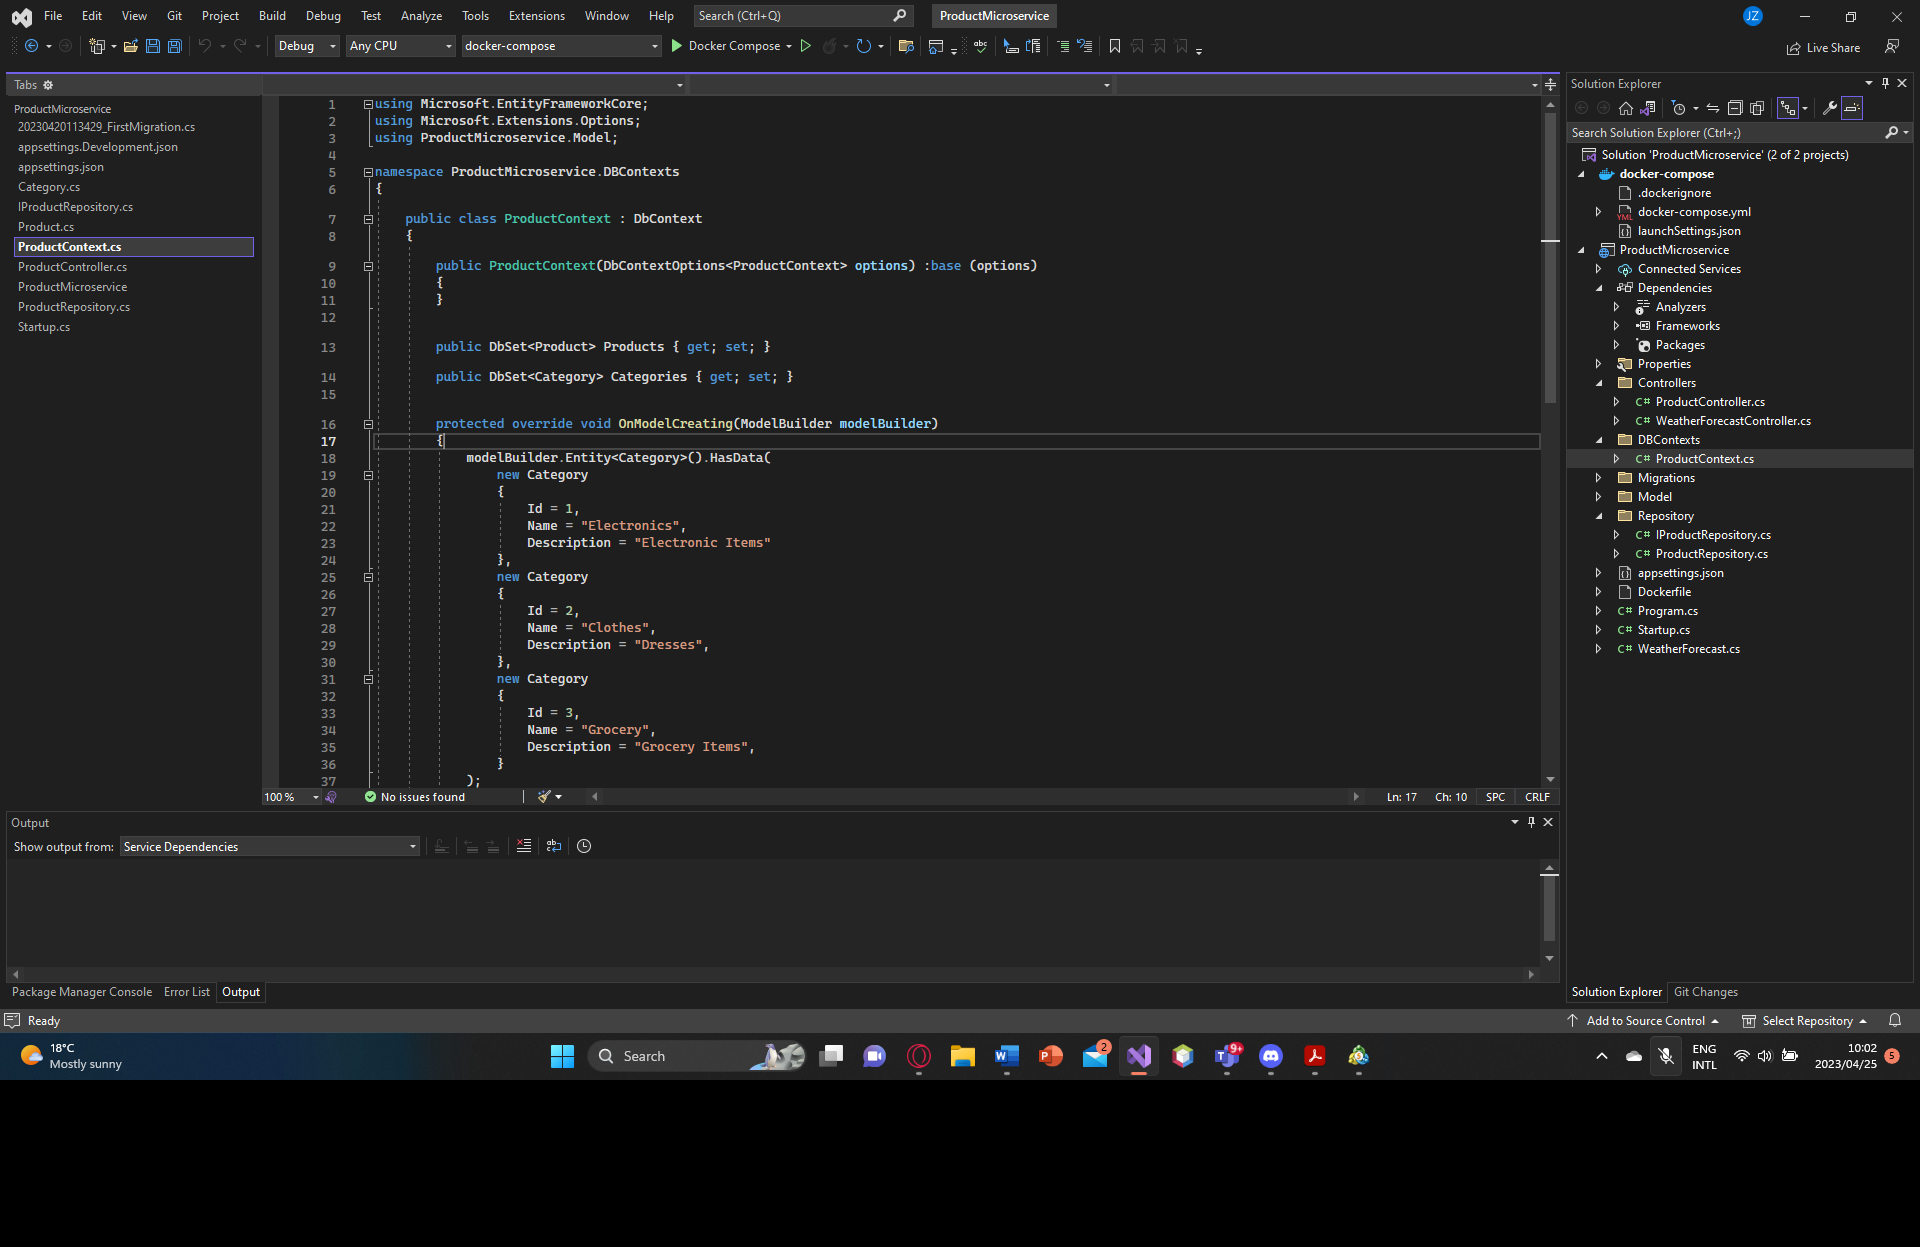 File Edit View Git Project Build Debug Test Analyze Tools Extensions Window Help Search (Ctrl+Q) ProductMicroservice JZ
Debug Any CPU docker-compose Docker Compose Live Share
Tabs
ProductMicroservice
20230420113429_FirstMigration.cs
appsettings.Development.json
appsettings.json
Category.cs
IProductRepository.cs
Product.cs
ProductContext.cs
ProductController.cs
ProductMicroservice
ProductRepository.cs
Startup.cs
1 using Microsoft.EntityFrameworkCore;
2 using Microsoft.Extensions.Options;
3 using ProductMicroservice.Model;
4
5 namespace ProductMicroservice.DBContexts
6 {
7 public class ProductContext : DbContext
8 {
9 public ProductContext(DbContextOptions<ProductContext> options) :base (options)
10 {
11 }
12
13 public DbSet<Product> Products { get; set; }
14 public DbSet<Category> Categories { get; set; }
15
16 protected override void OnModelCreating(ModelBuilder modelBuilder)
17 {
18 modelBuilder.Entity<Category>().HasData(
19 new Category
20 {
21 Id = 1,
22 Name = "Electronics",
23 Description = "Electronic Items"
24 },
25 new Category
26 {
27 Id = 2,
28 Name = "Clothes",
29 Description = "Dresses",
30 },
31 new Category
32 {
33 Id = 3,
34 Name = "Grocery",
35 Description = "Grocery Items",
36 }
37 );
100 % No issues found Ln: 17 Ch: 10 SPC CRLF
Output
Show output from: Service Dependencies
Package Manager Console Error List Output
Solution Explorer
Search Solution Explorer (Ctrl+;)
Solution 'ProductMicroservice' (2 of 2 projects)
docker-compose
.dockerignore
docker-compose.yml
launchSettings.json
ProductMicroservice
Connected Services
Dependencies
Analyzers
Frameworks
Packages
Properties
Controllers
C# ProductController.cs
C# WeatherForecastController.cs
DBContexts
C# ProductContext.cs
Migrations
Model
Repository
C# IProductRepository.cs
C# ProductRepository.cs
appsettings.json
Dockerfile
C# Program.cs
C# Startup.cs
C# WeatherForecast.cs
Solution Explorer Git Changes
Ready Add to Source Control Select Repository
18°C
Mostly sunny
Search
2
9+
ENG
INTL
10:02
2023/04/25
5